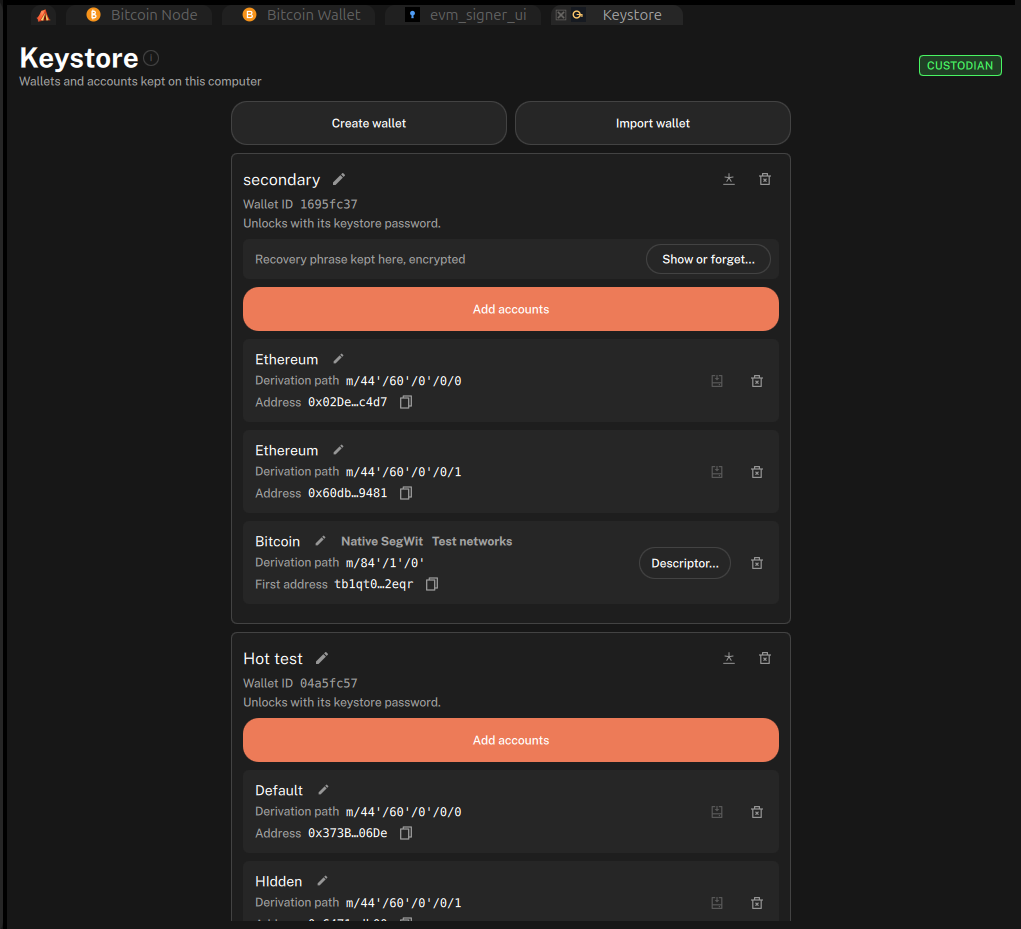 Bitcoin Node
Bitcoin Wallet
evm_signer_ui
Keystore
Keystore
Wallets and accounts kept on this computer
CUSTODIAN
Create wallet
Import wallet
secondary
Wallet ID 1695fc37
Unlocks with its keystore password.
Recovery phrase kept here, encrypted
Show or forget...
Add accounts
Ethereum
Derivation path m/44'/60'/0'/0/0
Address 0x02De…c4d7
Ethereum
Derivation path m/44'/60'/0'/0/1
Address 0x60db…9481
Bitcoin Native SegWit Test networks
Derivation path m/84'/1'/0'
First address tb1qt0…2eqr
Descriptor...
Hot test
Wallet ID 04a5fc57
Unlocks with its keystore password.
Add accounts
Default
Derivation path m/44'/60'/0'/0/0
Address 0x373B…06De
HIdden
Derivation path m/44'/60'/0'/0/1